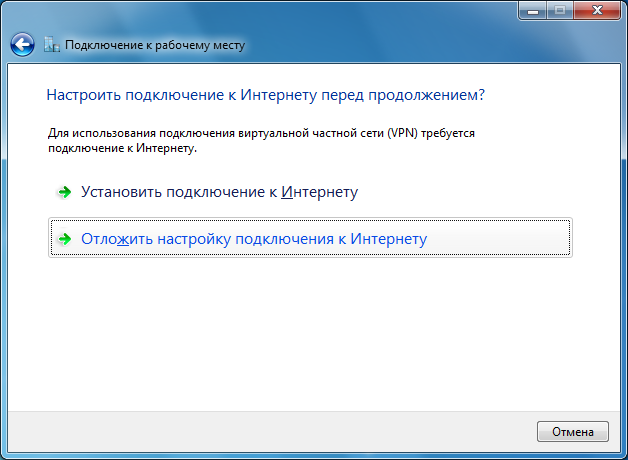 Подключение к рабочему месту
Настроить подключение к Интернету перед продолжением?
Для использования подключения виртуальной частной сети (VPN) требуется
подключение к Интернету.
Установить подключение к Интернету
Отложить настройку подключения к Интернету
Отмена